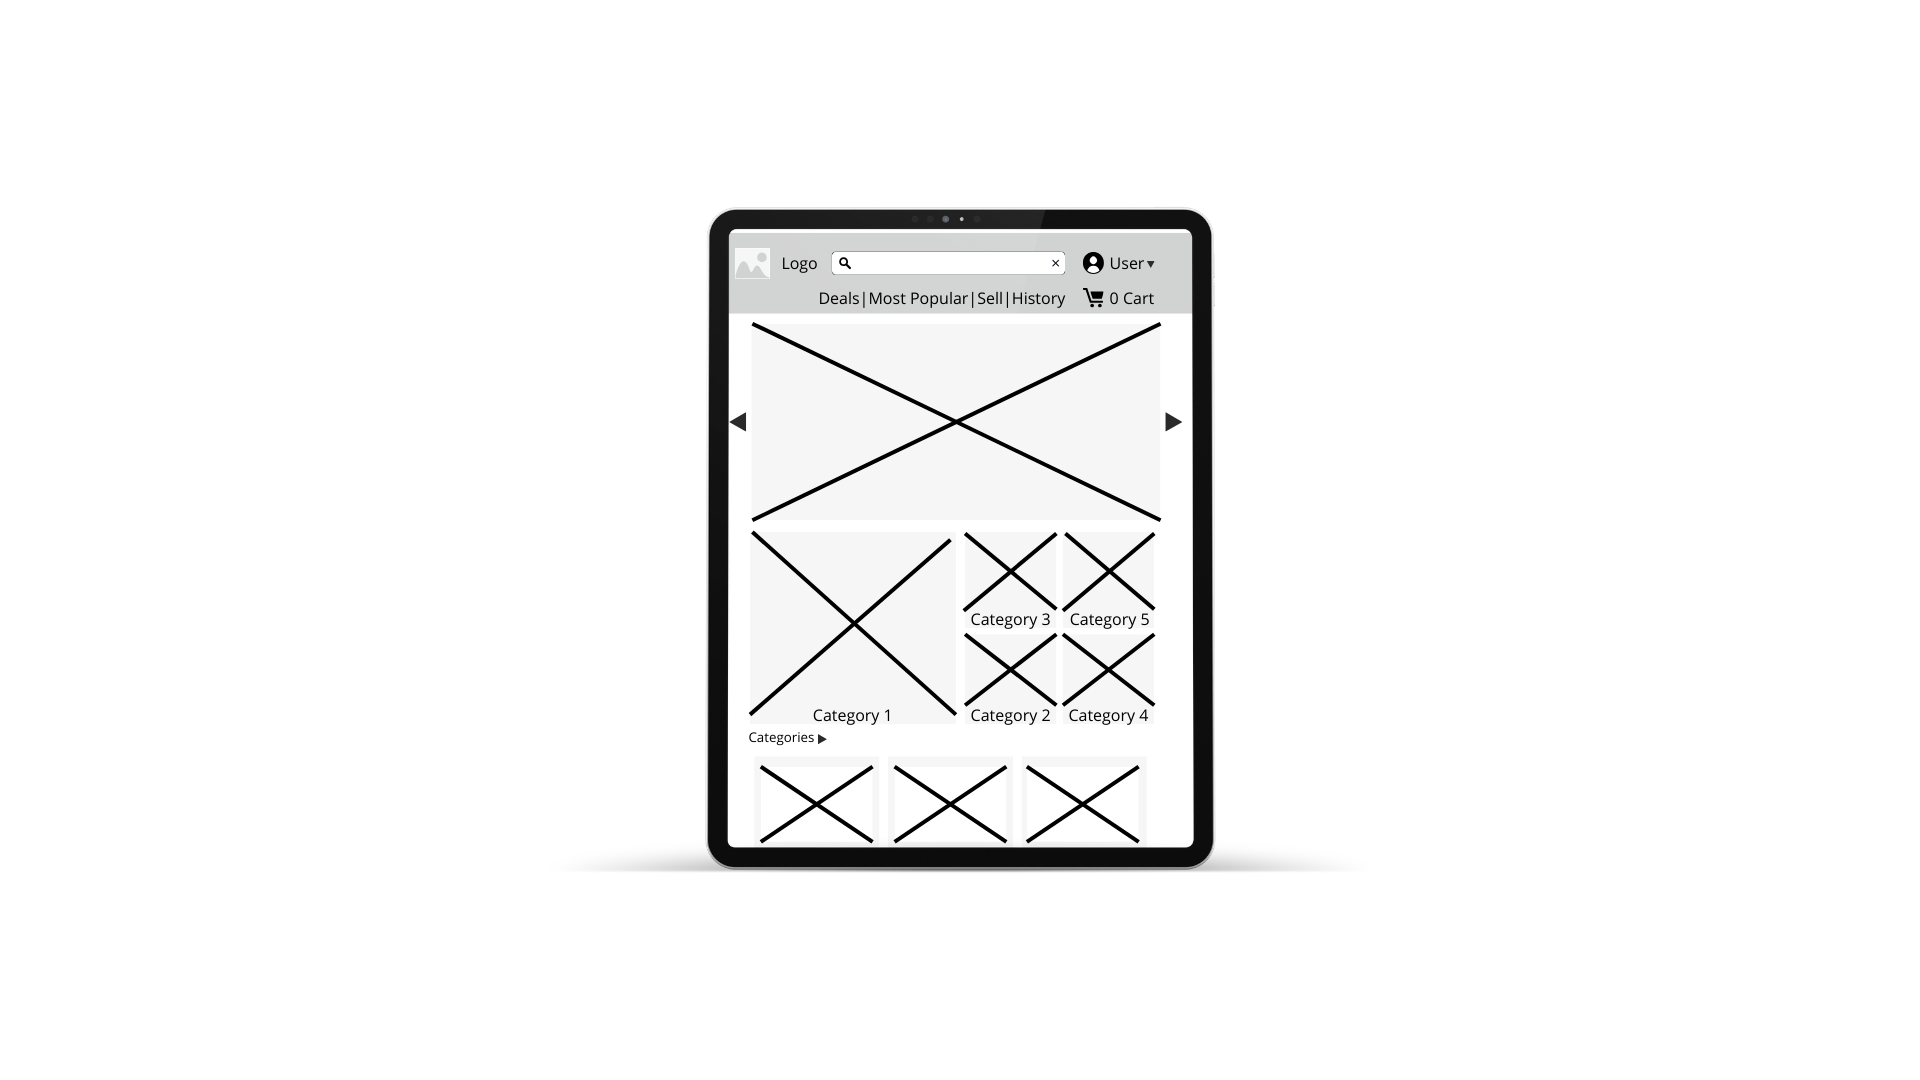 Logo
× User▼
Deals|Most Popular|Sell|History
0 Cart
Category 3
Category 5
Category 1
Category 2
Category 4
Categories ▶